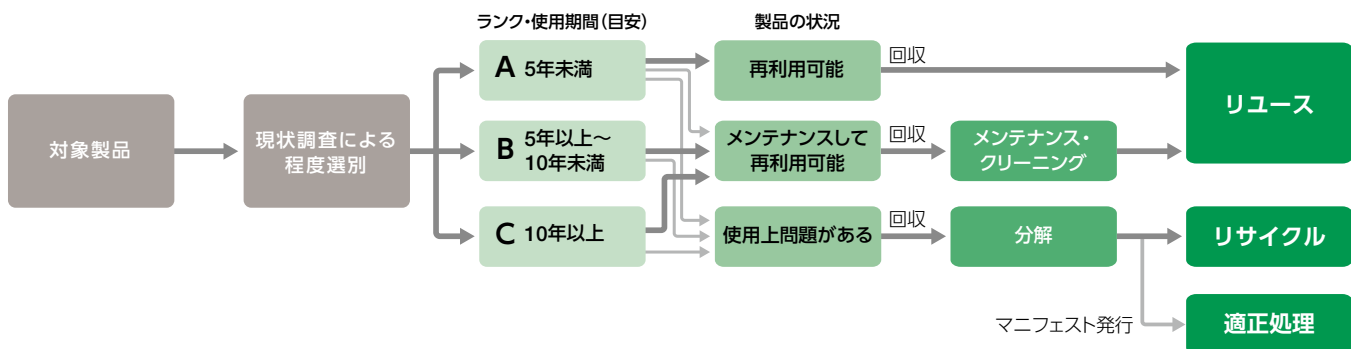 ランク・使用期間(目安)
製品の状況
対象製品
現状調査による
程度選別
A 5年未満
B 5年以上~
10年未満
C 10年以上
再利用可能
メンテナンスして
再利用可能
使用上問題がある
回収
回収
回収
メンテナンス・
クリーニング
分解
マニフェスト発行
リユース
リサイクル
適正処理